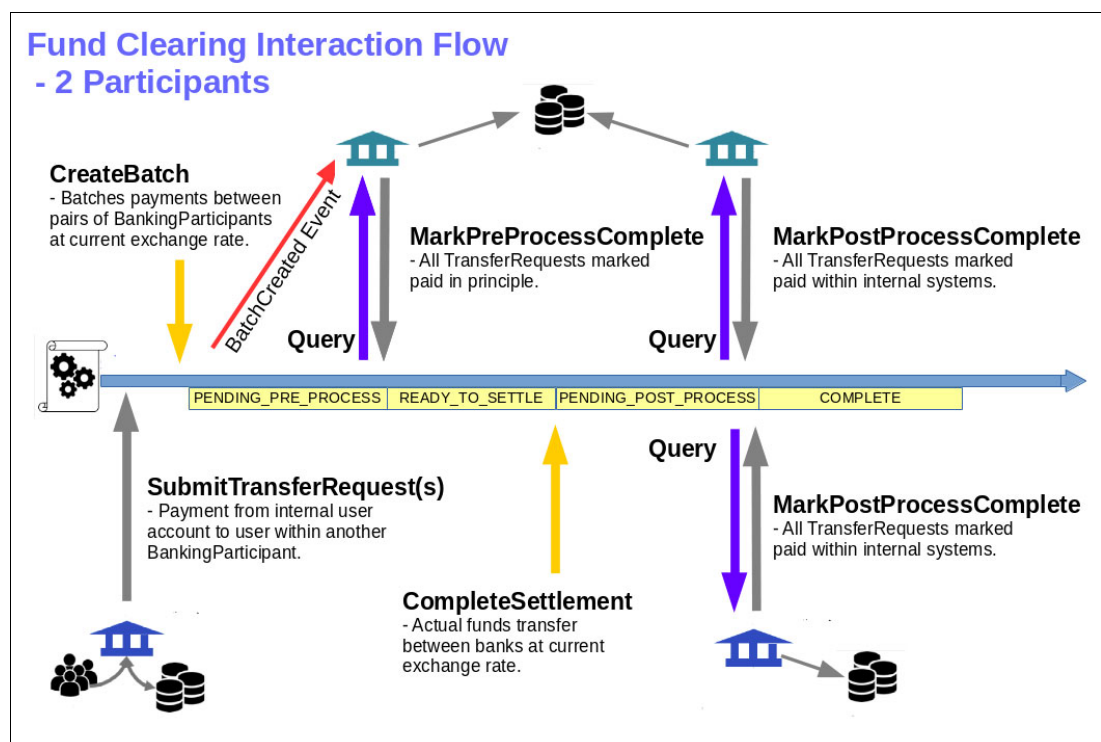 Fund Clearing Interaction Flow
- 2 Participants
CreateBatch
- Batches payments between
pairs of BankingParticipants
at current exchange rate.
BatchCreated Event
MarkPreProcessComplete
- All TransferRequests marked
paid in principle.
MarkPostProcessComplete
- All TransferRequests marked
paid within internal systems.
Query
Query
PENDING_PRE_PROCESS
READY_TO_SETTLE
PENDING_POST_PROCESS
COMPLETE
Query
SubmitTransferRequest(s)
- Payment from internal user
account to user within another
BankingParticipant.
MarkPostProcessComplete
- All TransferRequests marked
paid within internal systems.
CompleteSettlement
- Actual funds transfer
between banks at current
exchange rate.